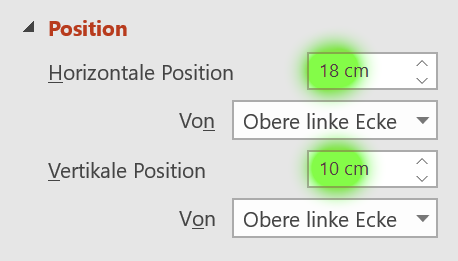 Position
Horizontale Position 18 cm
Von Obere linke Ecke
Vertikale Position 10 cm
Von Obere linke Ecke